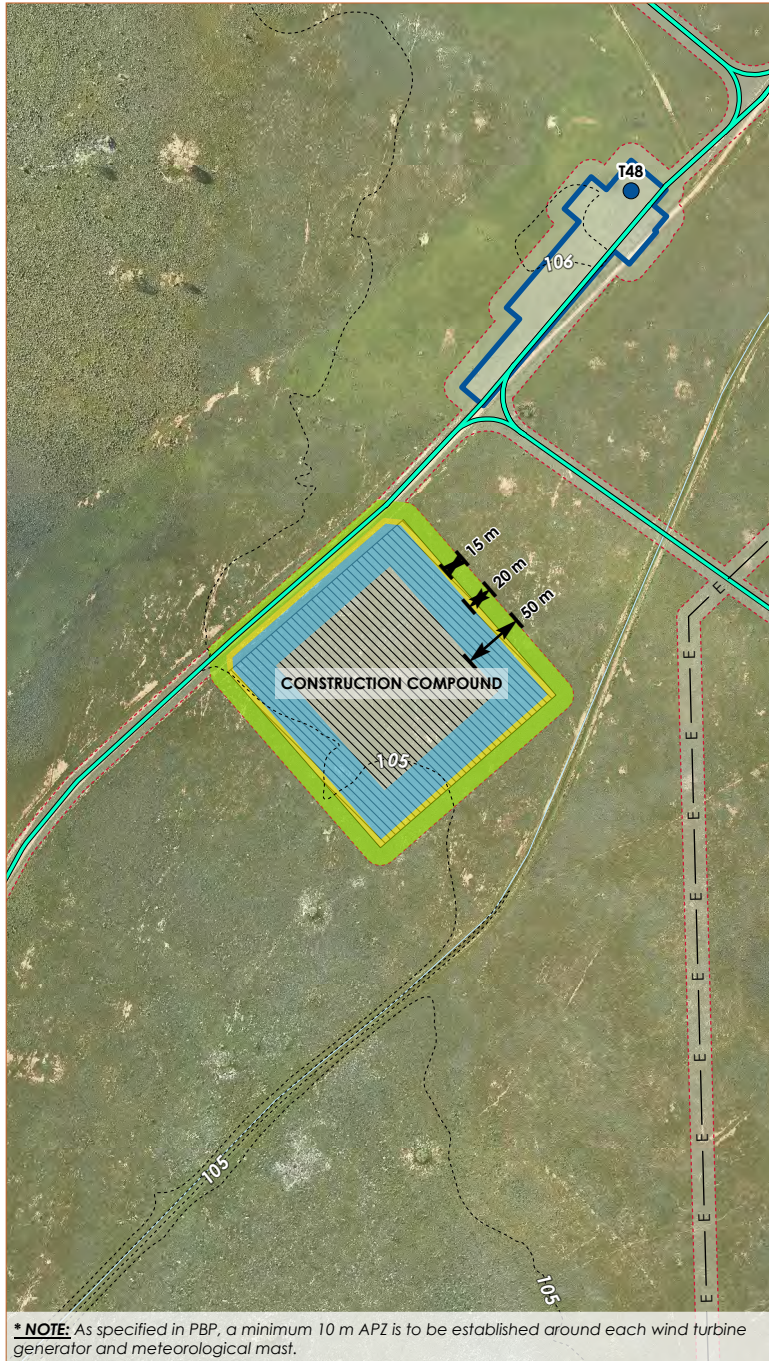 T48
106
15 m
20 m
50 m
E
CONSTRUCTION COMPOUND
E
E
E
105
E
E
E
E
E
E
105
E
E
105
E
* NOTE: As specified in PBP, a minimum 10 m APZ is to be established around each wind turbine
generator and meteorological mast.